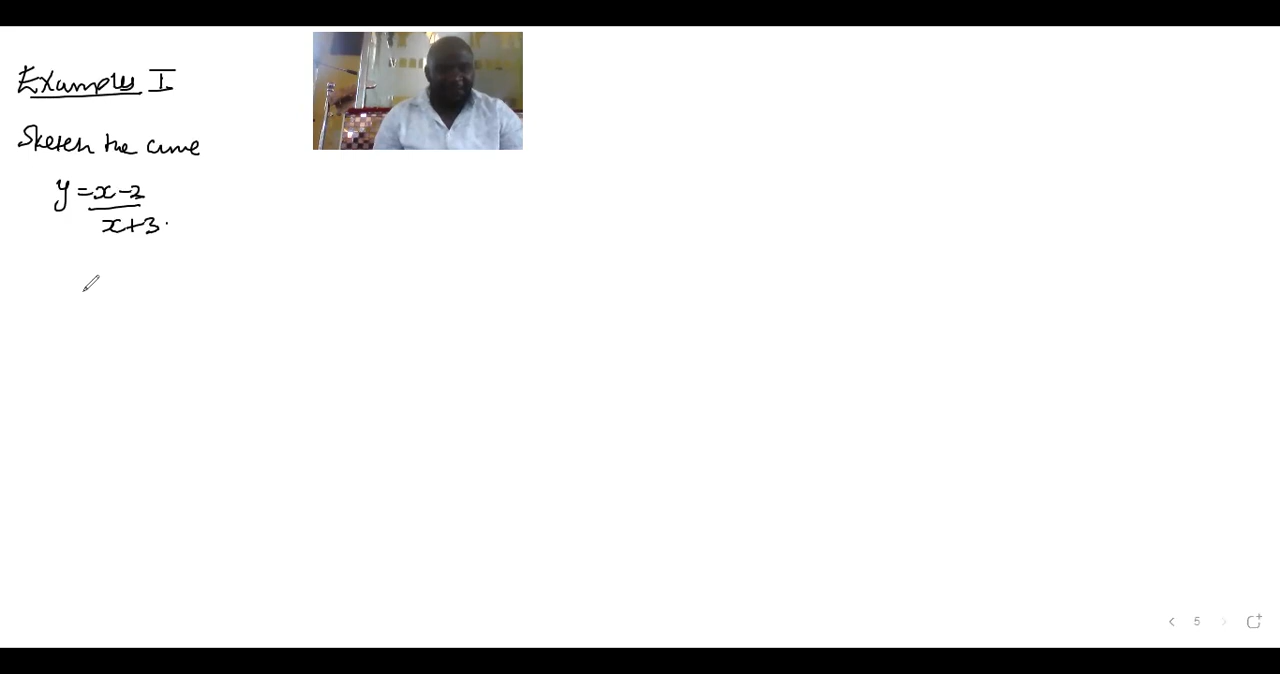 Examples I
Sketch the curve
y = x-2
x+3.
5